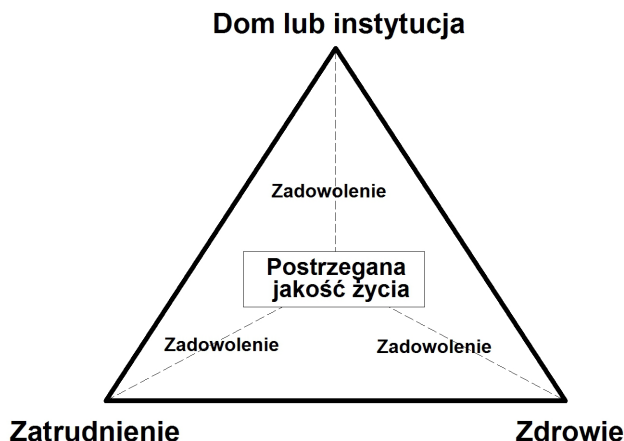 Dom lub instytucja
Zadowolenie
Postrzegana
jakość życia
Zadowolenie
Zadowolenie
Zatrudnienie
Zdrowie